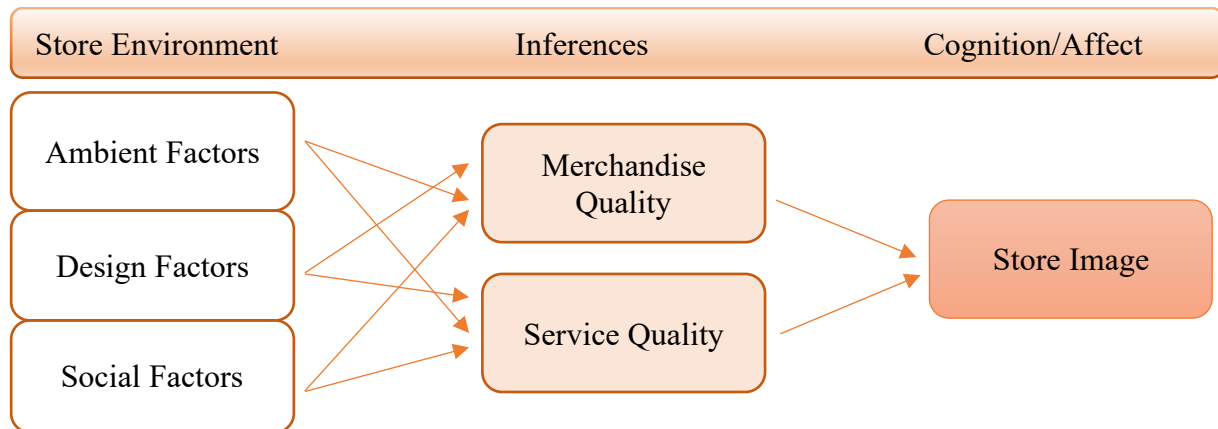 Store Environment
Inferences
Cognition/Affect
Ambient Factors
Design Factors
Social Factors
Merchandise
Quality
Service Quality
Store Image